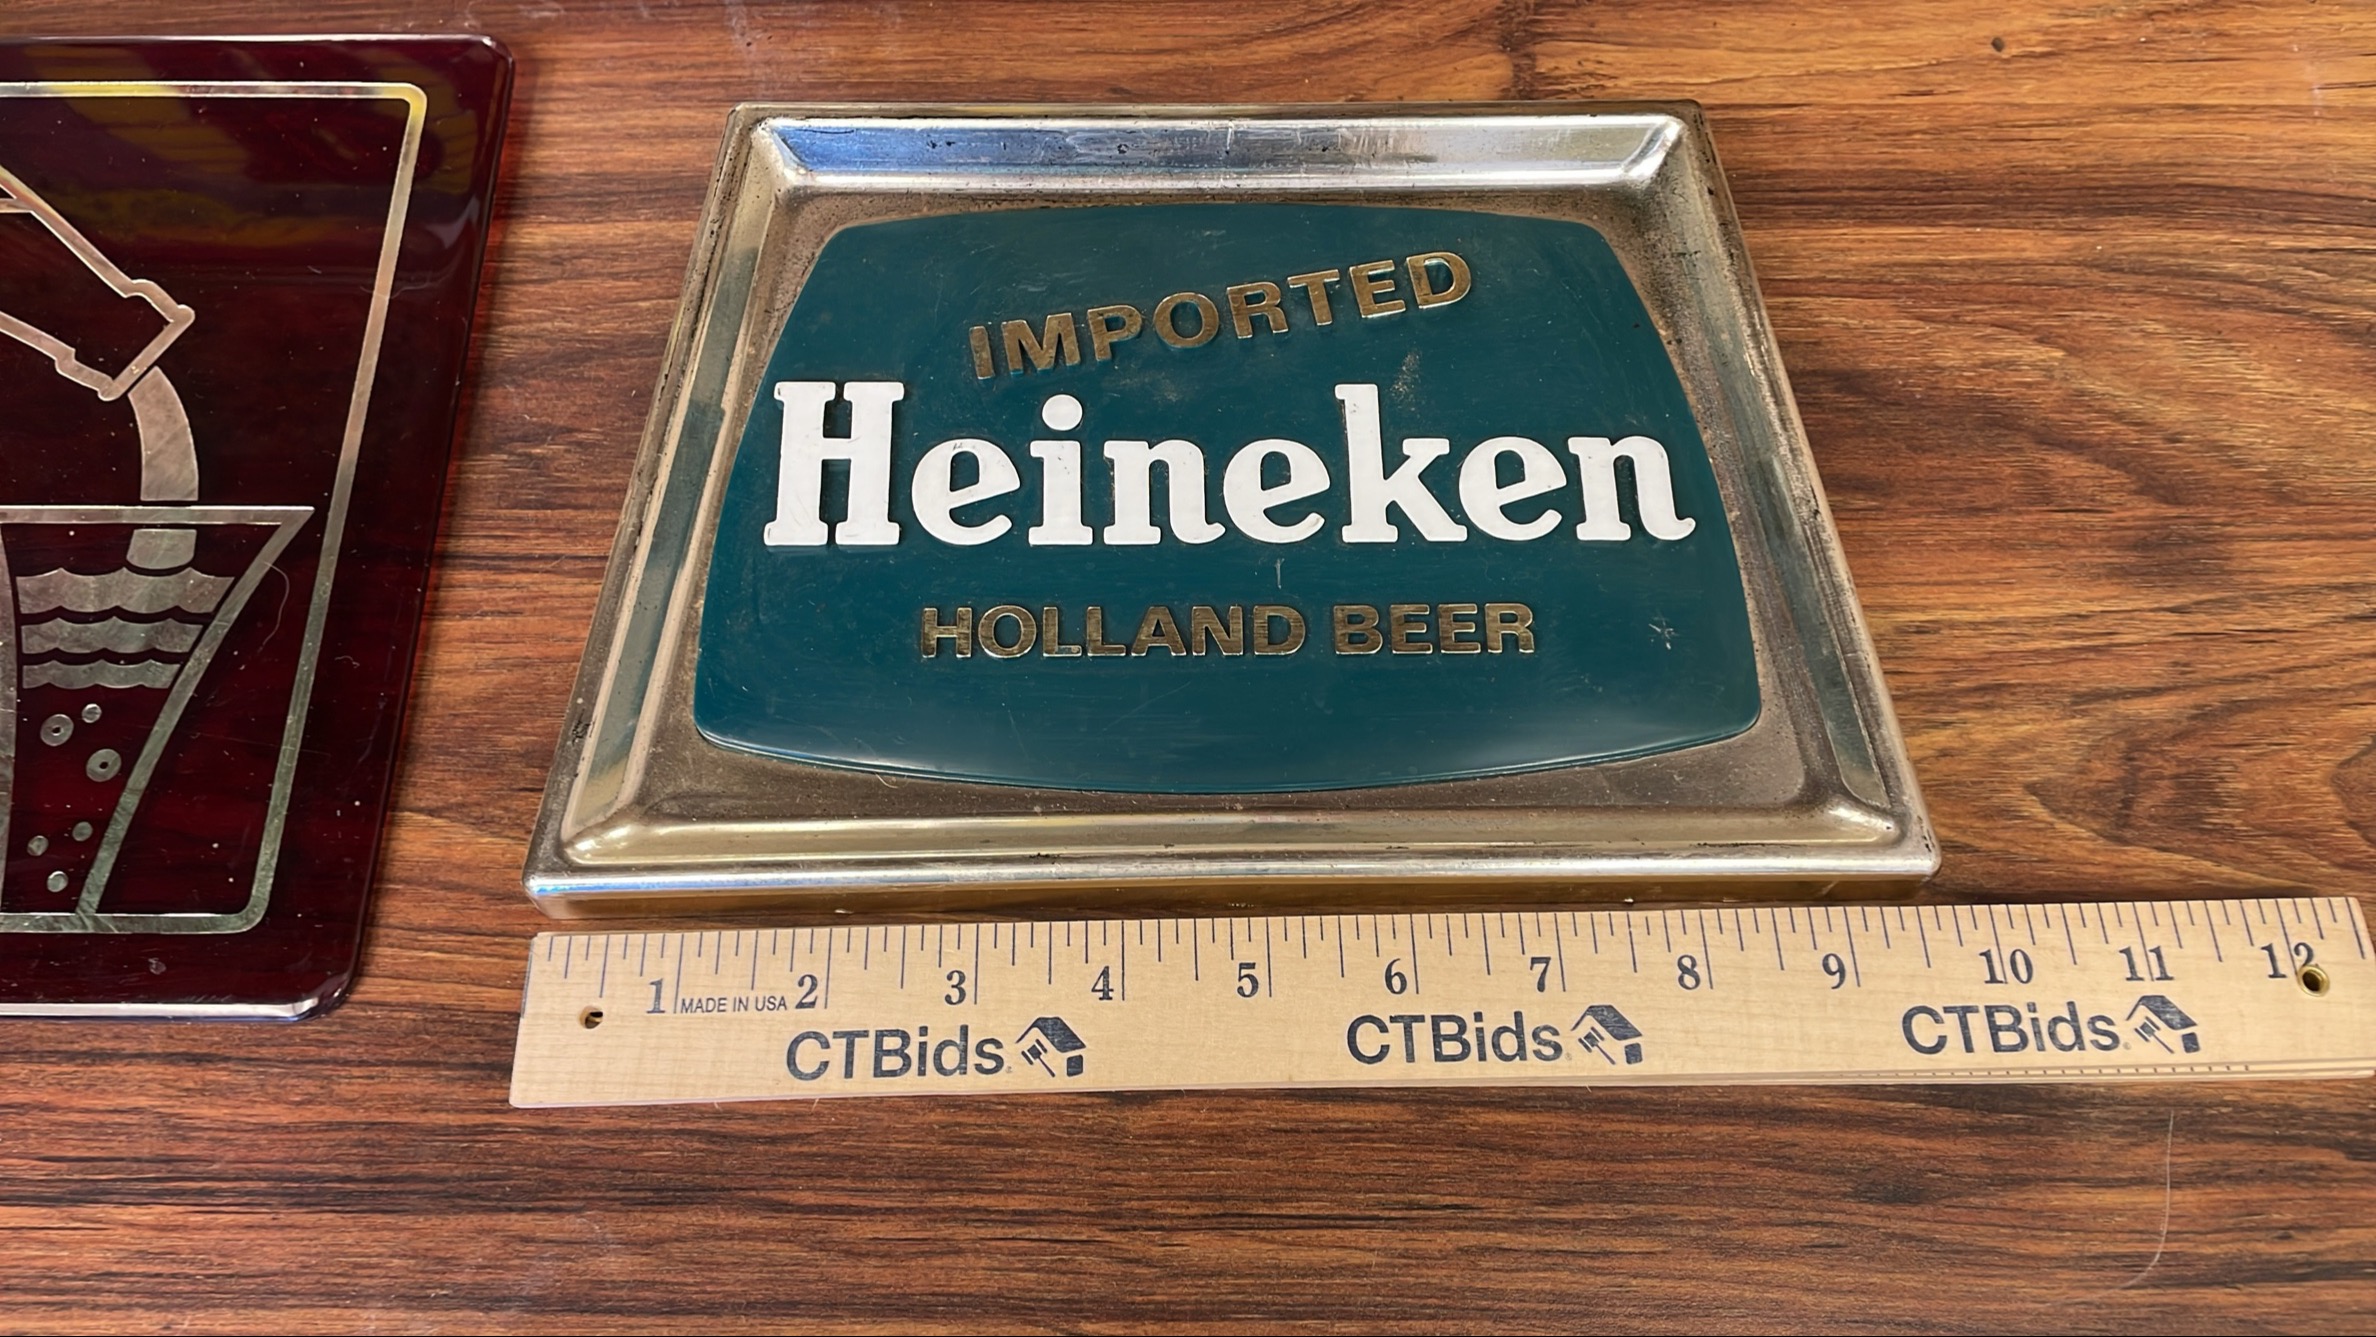 IMPORTED
Heineken
HOLLAND BEER
1 2 3 4 5 6 7 8 9 10 11 12
MADE IN USA
CTBids. CTBids. CTBids.